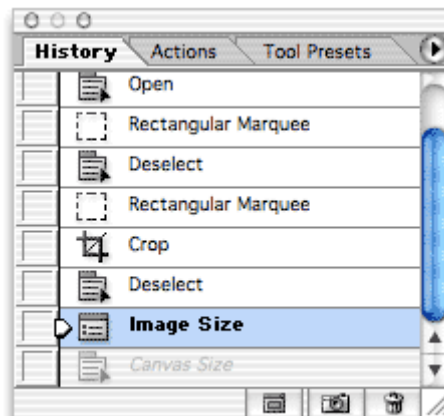 History Actions Tool Presets
Open
Rectangular Marquee
Deselect
Rectangular Marquee
Crop
Deselect
Image Size
Canvas Size